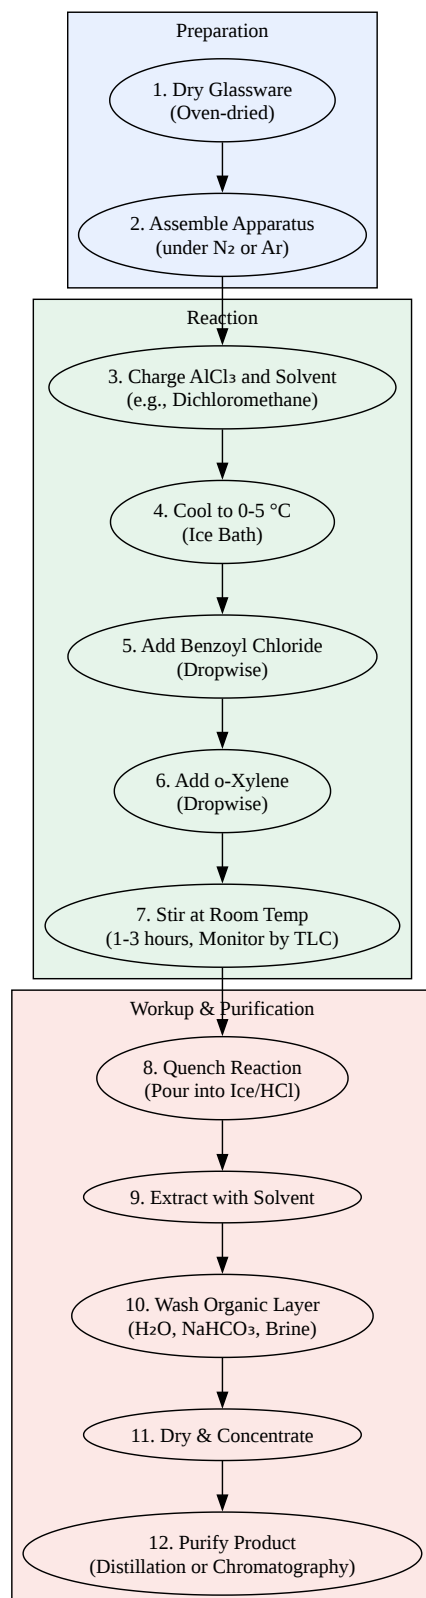 Preparation
1. Dry Glassware
(Oven-dried)
2. Assemble Apparatus
(under N₂ or Ar)
Reaction
3. Charge AlCl₃ and Solvent
(e.g., Dichloromethane)
4. Cool to 0-5 °C
(Ice Bath)
5. Add Benzoyl Chloride
(Dropwise)
6. Add o-Xylene
(Dropwise)
7. Stir at Room Temp
(1-3 hours, Monitor by TLC)
Workup & Purification
8. Quench Reaction
(Pour into Ice/HCl)
9. Extract with Solvent
10. Wash Organic Layer
(H₂O, NaHCO₃, Brine)
11. Dry & Concentrate
12. Purify Product
(Distillation or Chromatography)